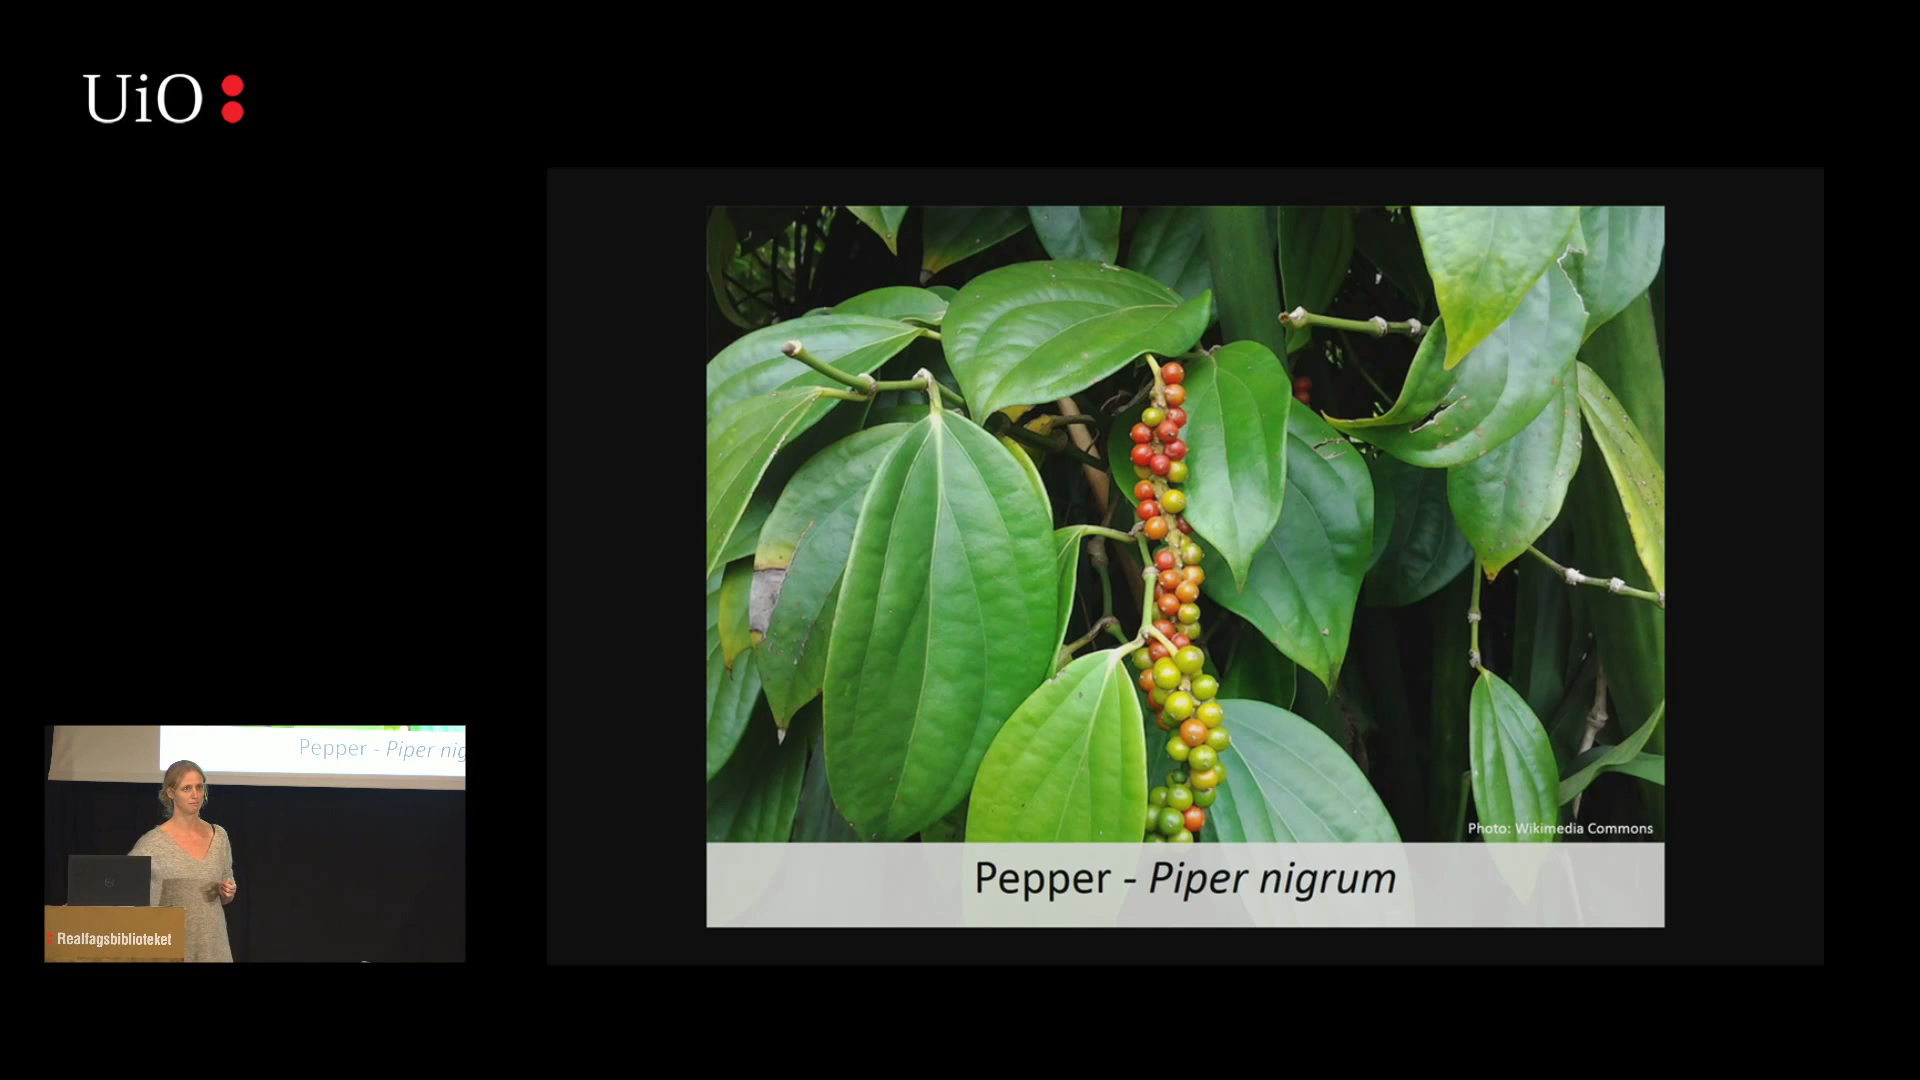 UiO
Photo: Wikimedia Commons
Pepper - Piper nigrum
Pepper - Piper nig
Realfagsbiblioteket